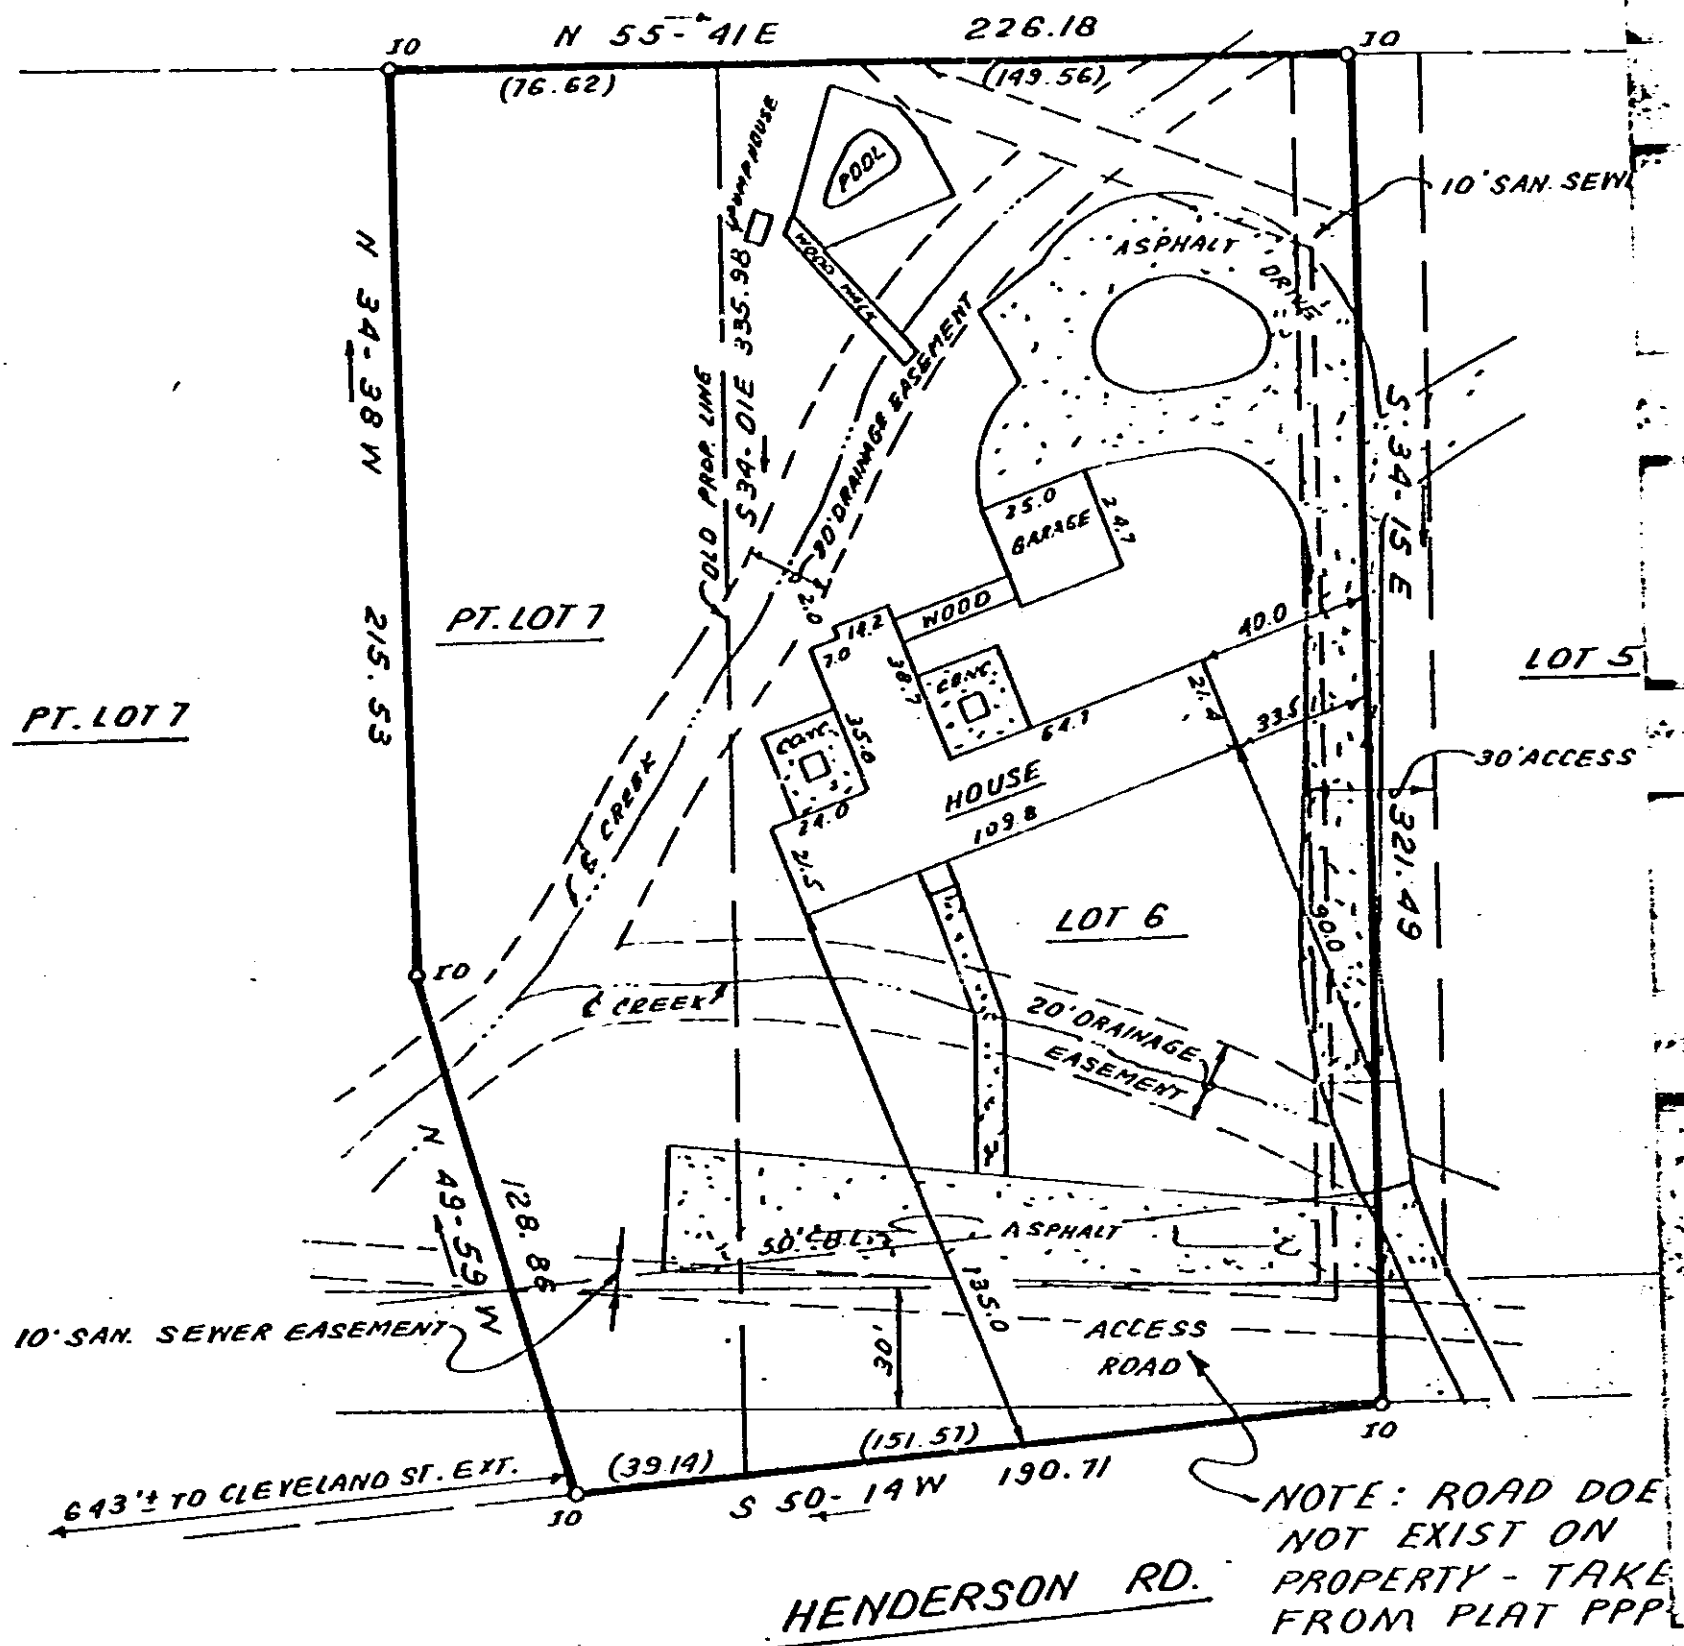 IO
N 55-41E
226.18
IO
(76.62)
(149.56)
PUMPHOUSE
POOL
WOOD WALK
10' SAN. SEW
ASPHALT
DRIVE
N 34-38 W
215.53
OLD PROP. LINE
S34-01E 335.98
20' DRAINAGE EASEMENT
S. 34-15 E
321.49
25.0
24.7
GARAGE
WOOD
2.0
14.2
7.0
38.7
35.0
40.0
PT. LOT 7
PT. LOT 7
LOT 5
CONC.
CONC.
64.7
21.4
33.5
30' ACCESS
HOUSE
109.8
24.0
21.5
₵ CREEK
LOT 6
90.0
IO
₵ CREEK
20' DRAINAGE
EASEMENT
N 49-59 W
128.86
50' B.L.
ASPHALT
135.0
10' SAN. SEWER EASEMENT
30'
ACCESS
ROAD
IO
(39.14)
(151.57)
643'± TO CLEVELAND ST. EXT.
IO
S 50-14 W
190.71
NOTE: ROAD DOE
NOT EXIST ON
PROPERTY - TAKE
FROM PLAT PPP
HENDERSON RD.